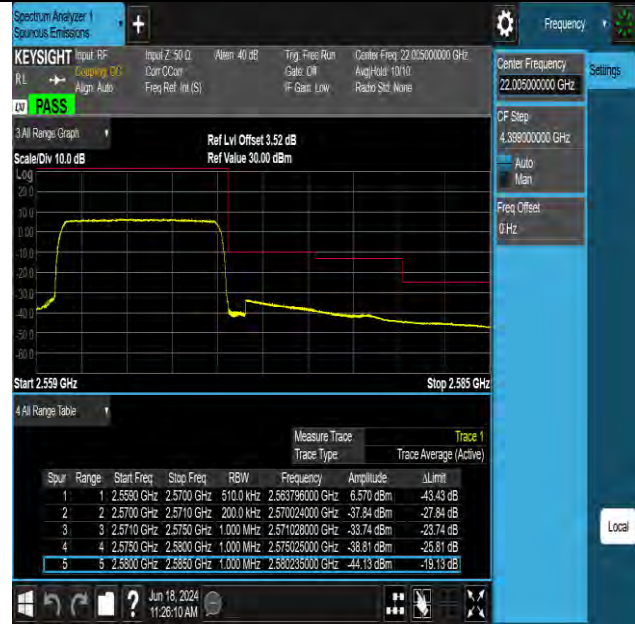 Spectrum Analyzer 1
Spurious Emissions
Frequency
KEYSIGHT
Input: RF
Coupling: DC
Align: Auto
Input Z: 50 Ω
Corr CCorr
Freq Ref: Int (S)
Atten: 40 dB
Trig: Free Run
Gate: Off
IF Gain: Low
Center Freq: 22.005000000 GHz
Avg|Hold: 10/10
Radio Std: None
RL
LXI
PASS
Center Frequency
22.005000000 GHz
Settings
CF Step
4.399000000 GHz
Auto
Man
Freq Offset
0 Hz
3 All Range Graph
Scale/Div 10.0 dB
Ref Lvl Offset 3.52 dB
Ref Value 30.00 dBm
Log
20.0
10.0
0.00
-10.0
-20.0
-30.0
-40.0
-50.0
-60.0
Start 2.559 GHz
Stop 2.585 GHz
4 All Range Table
Measure Trace Trace 1
Trace Type Trace Average (Active)
Spur Range Start Freq Stop Freq RBW Frequency Amplitude ΔLimit
1 1 2.5590 GHz 2.5700 GHz 510.0 kHz 2.563796000 GHz 6.570 dBm -43.43 dB
2 2 2.5700 GHz 2.5710 GHz 200.0 kHz 2.570024000 GHz -37.84 dBm -27.84 dB
3 3 2.5710 GHz 2.5750 GHz 1.000 MHz 2.571028000 GHz -33.74 dBm -23.74 dB
4 4 2.5750 GHz 2.5800 GHz 1.000 MHz 2.575025000 GHz -38.81 dBm -25.81 dB
5 5 2.5800 GHz 2.5850 GHz 1.000 MHz 2.580235000 GHz -44.13 dBm -19.13 dB
Local
?
Jun 18, 2024
11:26:10 AM